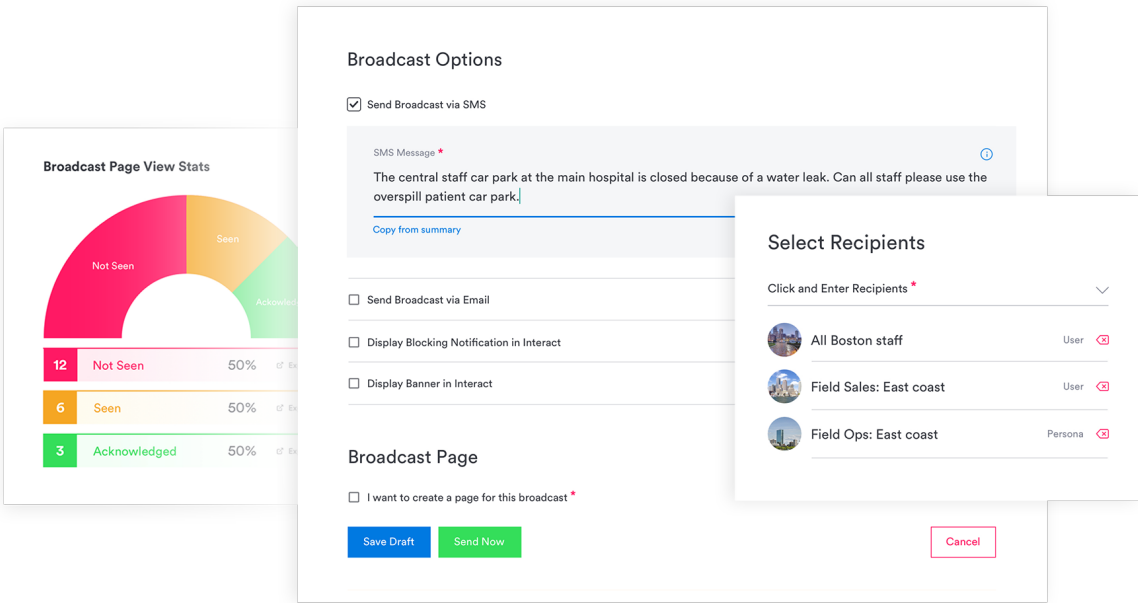 Broadcast Options
Send Broadcast via SMS
SMS Message *
The central staff car park at the main hospital is closed because of a water leak. Can all staff please use the
overspill patient car park.
Copy from summary
Send Broadcast via Email
Display Blocking Notification in Interact
Display Banner in Interact
Broadcast Page
I want to create a page for this broadcast *
Save Draft
Send Now
Cancel
Broadcast Page View Stats
Not Seen
Seen
12
Not Seen
50%
6
Seen
50%
3
Acknowledged
50%
Select Recipients
Click and Enter Recipients *
All Boston staff
User
Field Sales: East coast
User
Field Ops: East coast
Persona